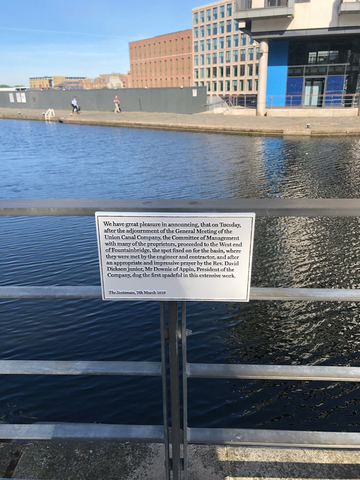 We have great pleasure in announcing, that on Tuesday,
after the adjournment of the General Meeting of the
Union Canal Company, the Committee of Management
with many of the proprietors, proceeded to the West end
of Fountainbridge, the spot fixed on for the basin, where
they were met by the engineer and contractor, and after
an appropriate and impressive prayer by the Rev. David
Dickson junior, Mr Downie of Appin, President of the
Company, dug the first spadeful in this extensive work.
The Scotsman, 7th March 1818